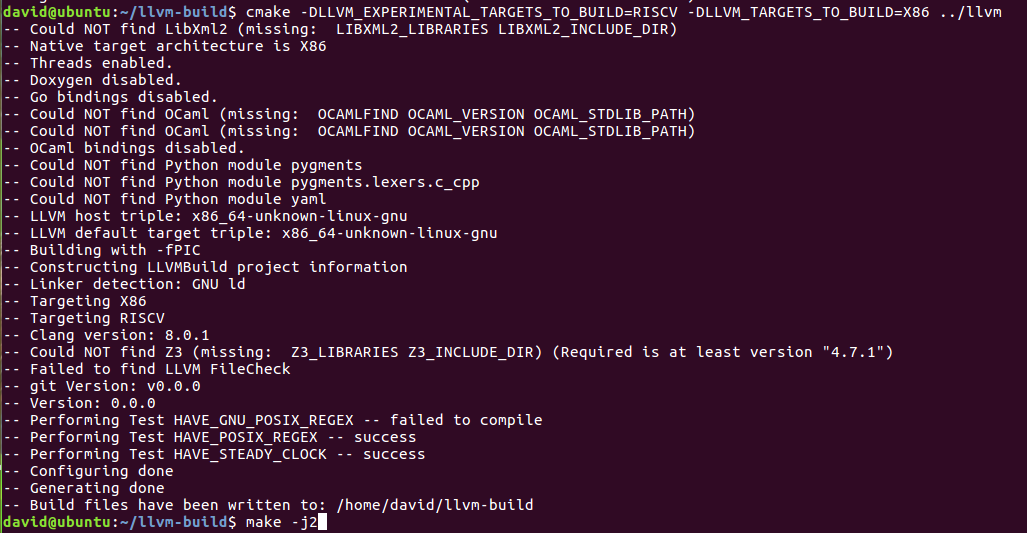 david@ubuntu:~/llvm-build$ cmake -DLLVM_EXPERIMENTAL_TARGETS_TO_BUILD=RISCV -DLLVM_TARGETS_TO_BUILD=X86 ../llvm
-- Could NOT find LibXml2 (missing:  LIBXML2_LIBRARIES LIBXML2_INCLUDE_DIR)
-- Native target architecture is X86
-- Threads enabled.
-- Doxygen disabled.
-- Go bindings disabled.
-- Could NOT find OCaml (missing:  OCAMLFIND OCAML_VERSION OCAML_STDLIB_PATH)
-- Could NOT find OCaml (missing:  OCAMLFIND OCAML_VERSION OCAML_STDLIB_PATH)
-- OCaml bindings disabled.
-- Could NOT find Python module pygments
-- Could NOT find Python module pygments.lexers.c_cpp
-- Could NOT find Python module yaml
-- LLVM host triple: x86_64-unknown-linux-gnu
-- LLVM default target triple: x86_64-unknown-linux-gnu
-- Building with -fPIC
-- Constructing LLVMBuild project information
-- Linker detection: GNU ld
-- Targeting X86
-- Targeting RISCV
-- Clang version: 8.0.1
-- Could NOT find Z3 (missing:  Z3_LIBRARIES Z3_INCLUDE_DIR) (Required is at least version "4.7.1")
-- Failed to find LLVM FileCheck
-- git Version: v0.0.0
-- Version: 0.0.0
-- Performing Test HAVE_GNU_POSIX_REGEX -- failed to compile
-- Performing Test HAVE_POSIX_REGEX -- success
-- Performing Test HAVE_STEADY_CLOCK -- success
-- Configuring done
-- Generating done
-- Build files have been written to: /home/david/llvm-build
david@ubuntu:~/llvm-build$ make -j2